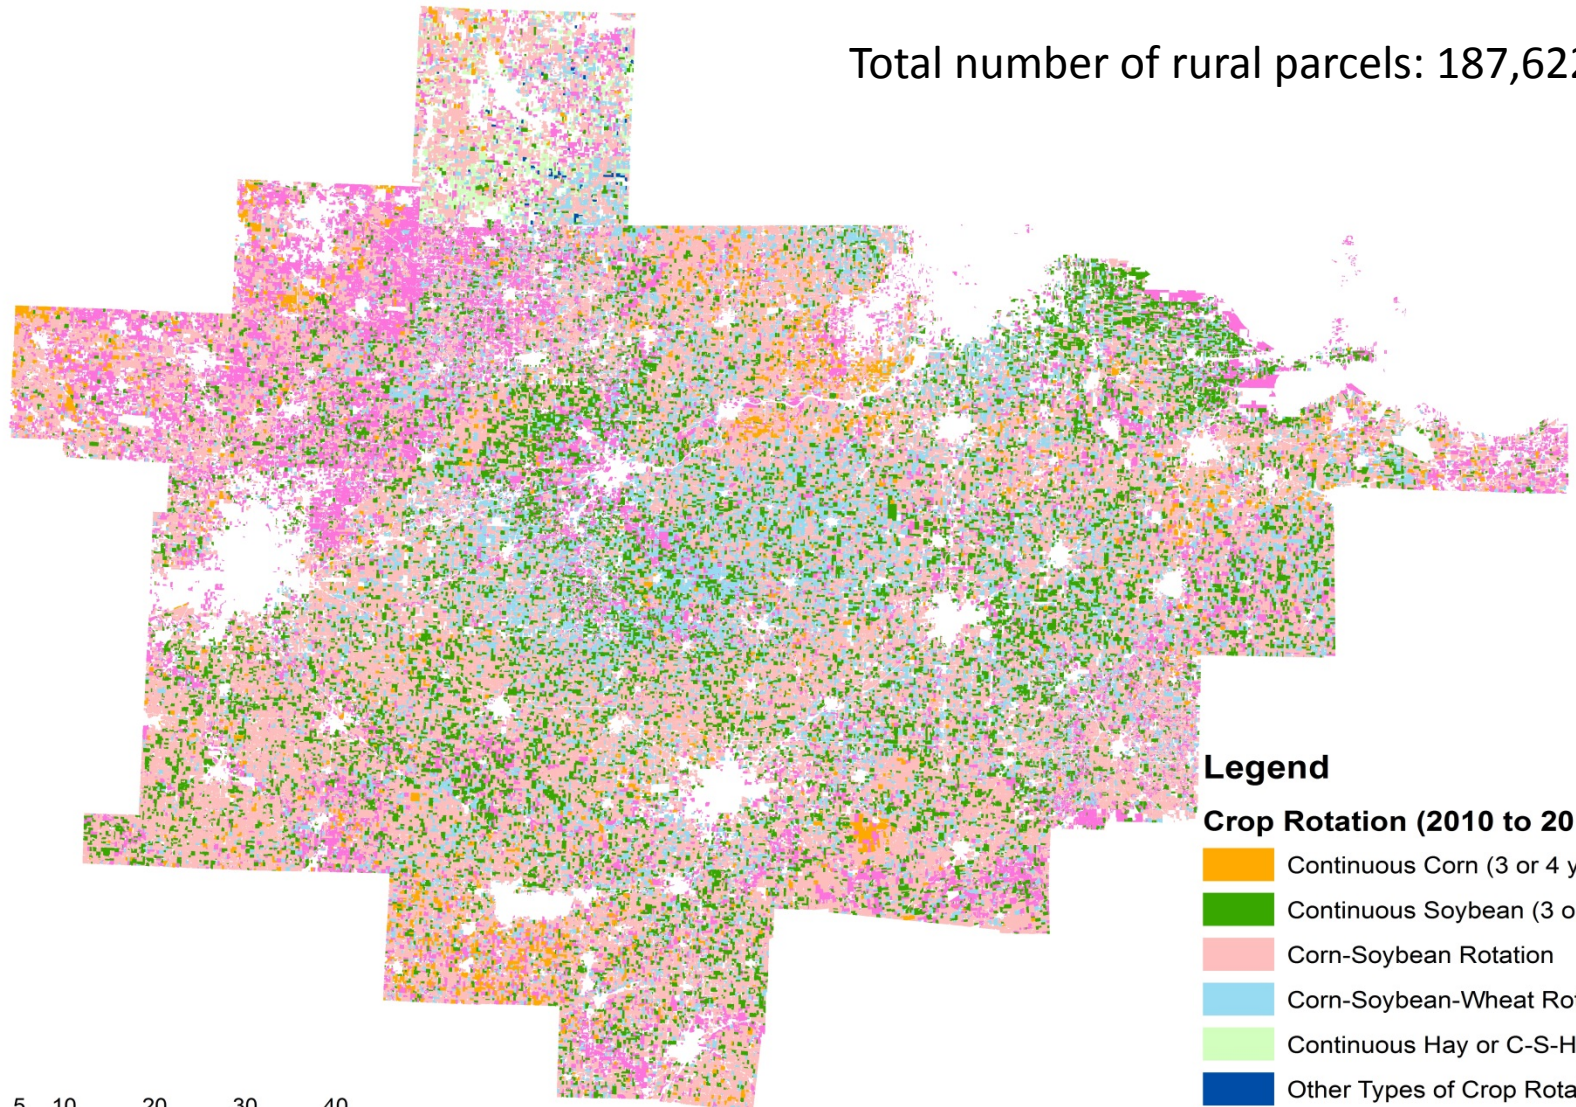 Total number of rural parcels: 187,622
Legend
Crop Rotation (2010 to 20
Continuous Corn (3 or 4 y
Continuous Soybean (3 o
Corn-Soybean Rotation
Corn-Soybean-Wheat Rot
Continuous Hay or C-S-H
Other Types of Crop Rota
5 10 20 30 40